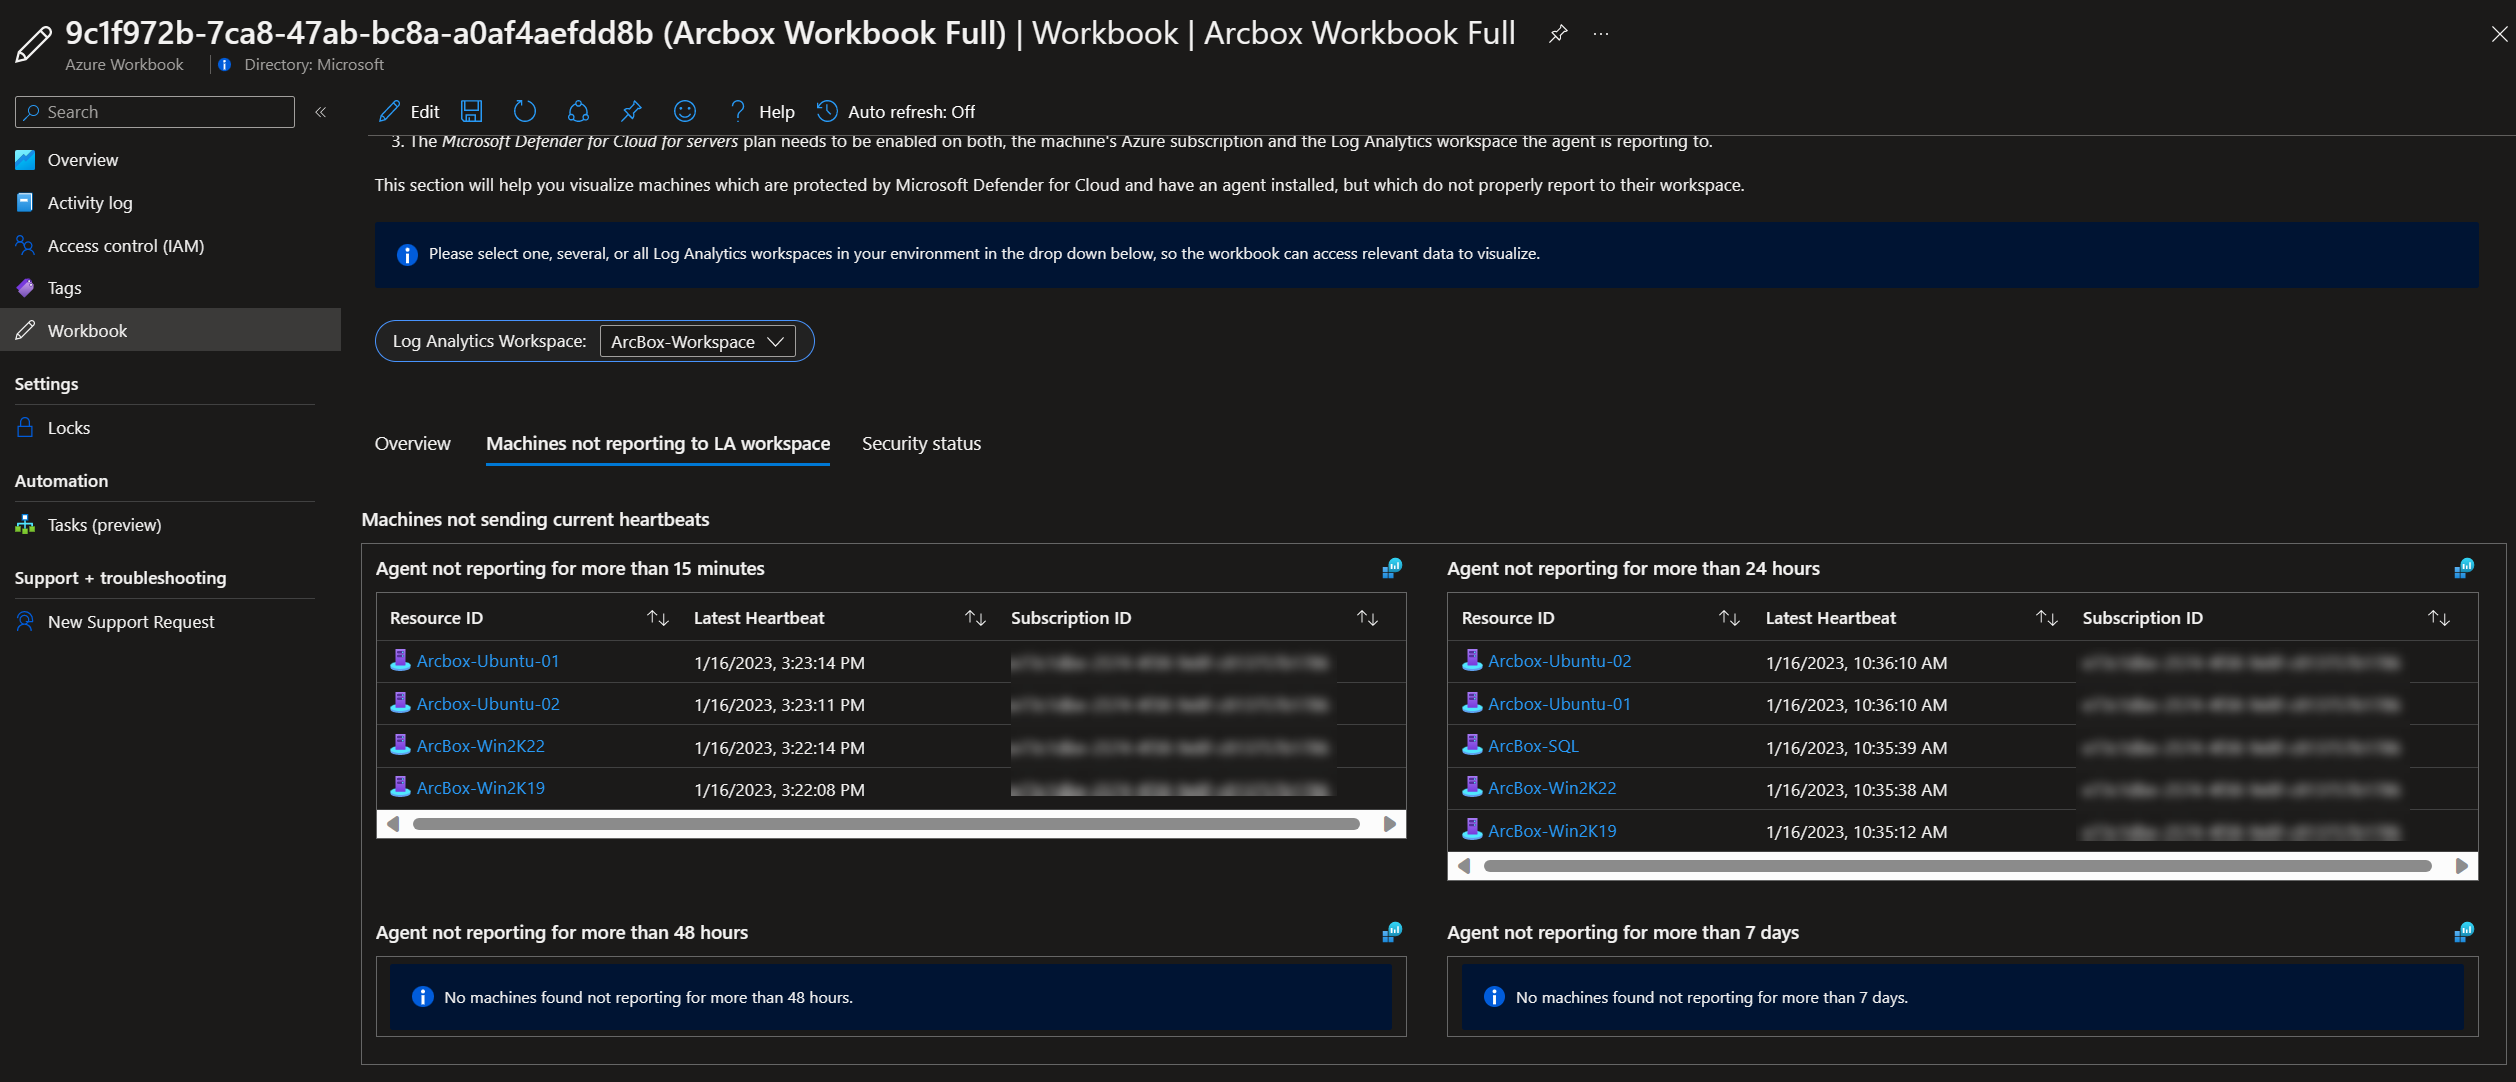 9c1f972b-7ca8-47ab-bc8a-a0af4aefdd8b (Arcbox Workbook Full) | Workbook | Arcbox Workbook Full
Azure Workbook
Directory: Microsoft
Search
Edit
Help
Auto refresh: Off
Overview
Activity log
Access control (IAM)
Tags
Workbook
Settings
Locks
Automation
Tasks (preview)
Support + troubleshooting
New Support Request
3. The Microsoft Defender for Cloud for servers plan needs to be enabled on both, the machine's Azure subscription and the Log Analytics workspace the agent is reporting to.
This section will help you visualize machines which are protected by Microsoft Defender for Cloud and have an agent installed, but which do not properly report to their workspace.
Please select one, several, or all Log Analytics workspaces in your environment in the drop down below, so the workbook can access relevant data to visualize.
Log Analytics Workspace: ArcBox-Workspace
Overview Machines not reporting to LA workspace Security status
Machines not sending current heartbeats
Agent not reporting for more than 15 minutes
Resource ID Latest Heartbeat Subscription ID
Arcbox-Ubuntu-01 1/16/2023, 3:23:14 PM
Arcbox-Ubuntu-02 1/16/2023, 3:23:11 PM
ArcBox-Win2K22 1/16/2023, 3:22:14 PM
ArcBox-Win2K19 1/16/2023, 3:22:08 PM
Agent not reporting for more than 24 hours
Resource ID Latest Heartbeat Subscription ID
Arcbox-Ubuntu-02 1/16/2023, 10:36:10 AM
Arcbox-Ubuntu-01 1/16/2023, 10:36:10 AM
ArcBox-SQL 1/16/2023, 10:35:39 AM
ArcBox-Win2K22 1/16/2023, 10:35:38 AM
ArcBox-Win2K19 1/16/2023, 10:35:12 AM
Agent not reporting for more than 48 hours
No machines found not reporting for more than 48 hours.
Agent not reporting for more than 7 days
No machines found not reporting for more than 7 days.